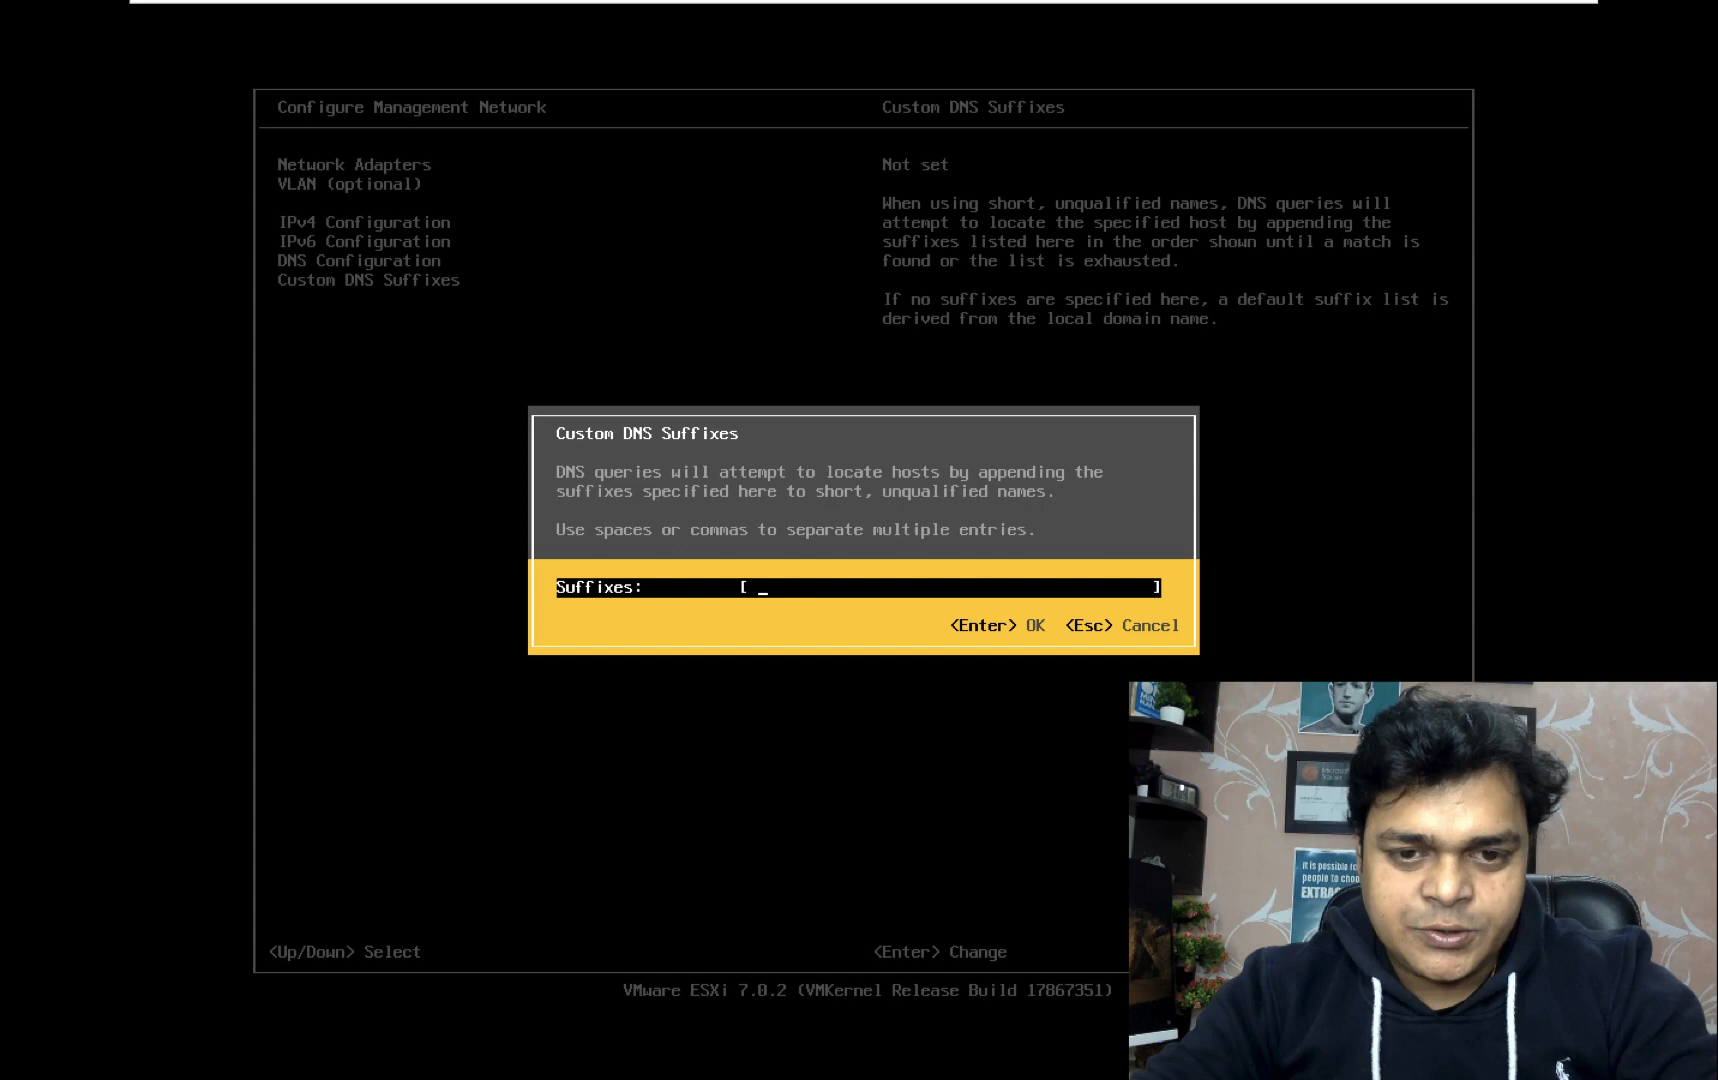 Configure Management Network
Custom DNS Suffixes
Network Adapters
VLAN (optional)
IPv4 Configuration
IPv6 Configuration
DNS Configuration
Custom DNS Suffixes
Not set
When using short, unqualified names, DNS queries will
attempt to locate the specified host by appending the
suffixes listed here in the order shown until a match is
found or the list is exhausted.
If no suffixes are specified here, a default suffix list is
derived from the local domain name.
Custom DNS Suffixes
DNS queries will attempt to locate hosts by appending the
suffixes specified here to short, unqualified names.
Use spaces or commas to separate multiple entries.
Suffixes: [ _ ]
<Enter> OK <Esc> Cancel
<Up/Down> Select
<Enter> Change
VMware ESXi 7.0.2 (VMKernel Release Build 17867351)
It is possible
people to choo
EXTRA